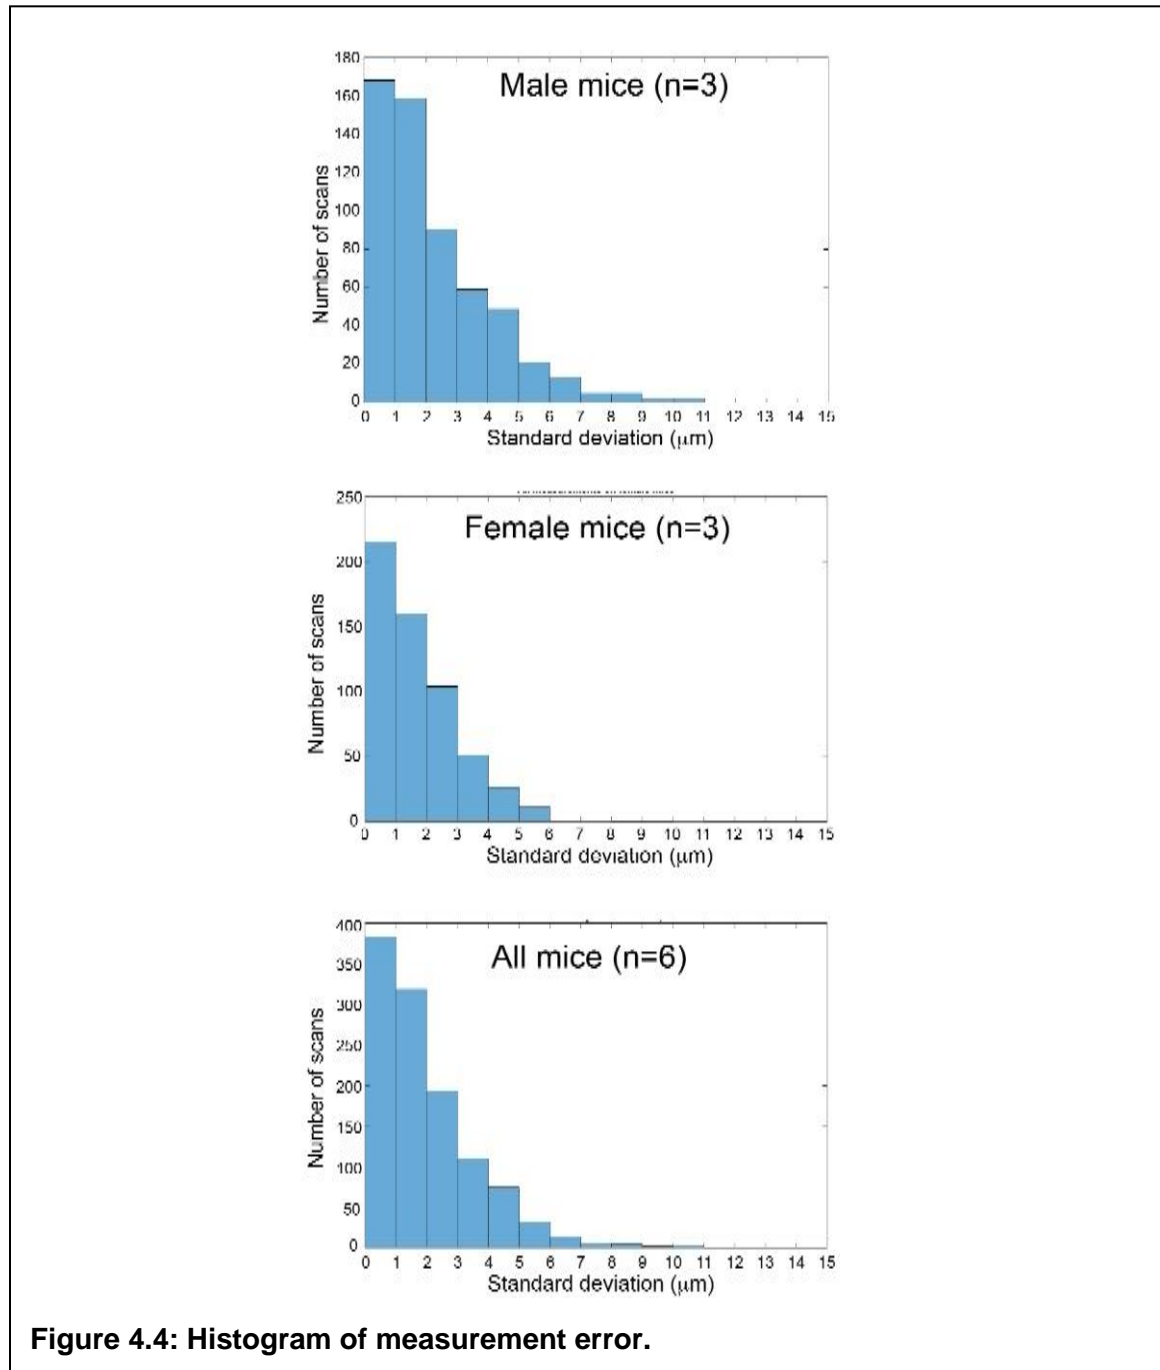 Male mice (n=3)
180
160
140
120
100
80
60
40
20
0
Number of scans
0 1 2 3 4 5 6 7 8 9 10 11 12 13 14 15
Standard deviation (μm)
Female mice (n=3)
250
200
150
100
50
0
Number of scans
0 1 2 3 4 5 6 7 8 9 10 11 12 13 14 15
Standard deviation (μm)
All mice (n=6)
400
350
300
250
200
150
100
50
0
Number of scans
0 1 2 3 4 5 6 7 8 9 10 11 12 13 14 15
Standard deviation (μm)
Figure 4.4: Histogram of measurement error.